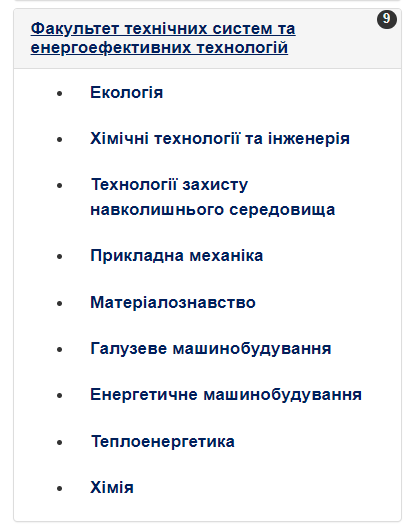 Факультет технічних систем та
енергоефективних технологій
9
Екологія
Хімічні технології та інженерія
Технології захисту
навколишнього середовища
Прикладна механіка
Матеріалознавство
Галузеве машинобудування
Енергетичне машинобудування
Теплоенергетика
Хімія